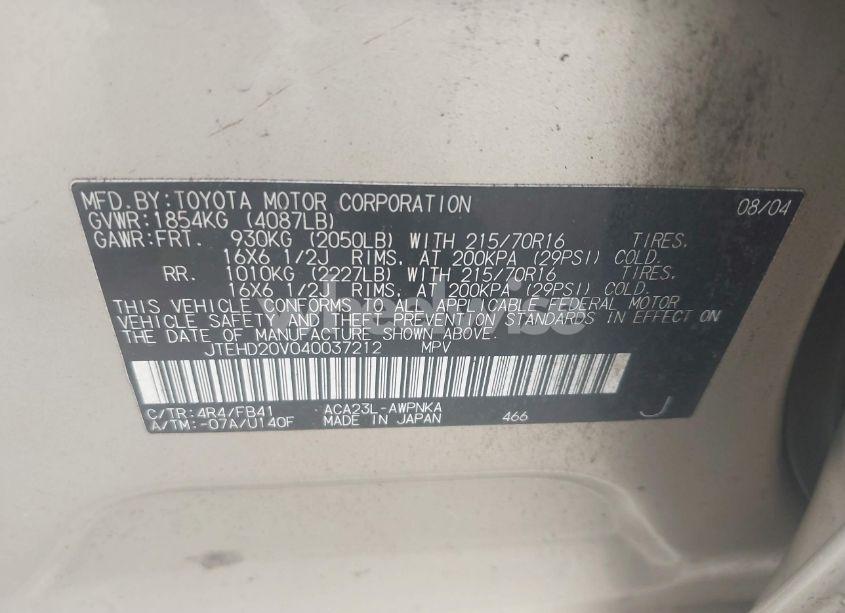 MFD.BY:TOYOTA MOTOR CORPORATION 08/04
GVWR:1854KG (4087LB)
GAWR:FRT. 930KG (2050LB) WITH 215/70R16 TIRES.
16X6 1/2J RIMS, AT 200KPA (29PSI) COLD.
RR. 1010KG (2227LB) WITH 215/70R16 TIRES.
16X6 1/2J RIMS, AT 200KPA (29PSI) COLD.
THIS VEHICLE CONFORMS TO ALL APPLICABLE FEDERAL MOTOR
VEHICLE SAFETY AND THEFT PREVENTION STANDARDS IN EFFECT ON
THE DATE OF MANUFACTURE SHOWN ABOVE.
JTEHD20V040037212 MPV
C/TR:4R4/FB41 ACA23L-AWPNKA
A/TM:-07A/U140F MADE IN JAPAN 466 J
wheelwise